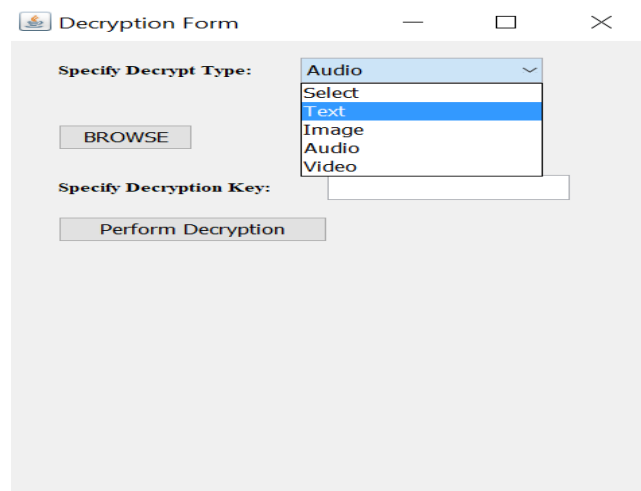 Decryption Form
Specify Decrypt Type:
Audio
Select
Text
Image
Audio
Video
BROWSE
Specify Decryption Key:
Perform Decryption